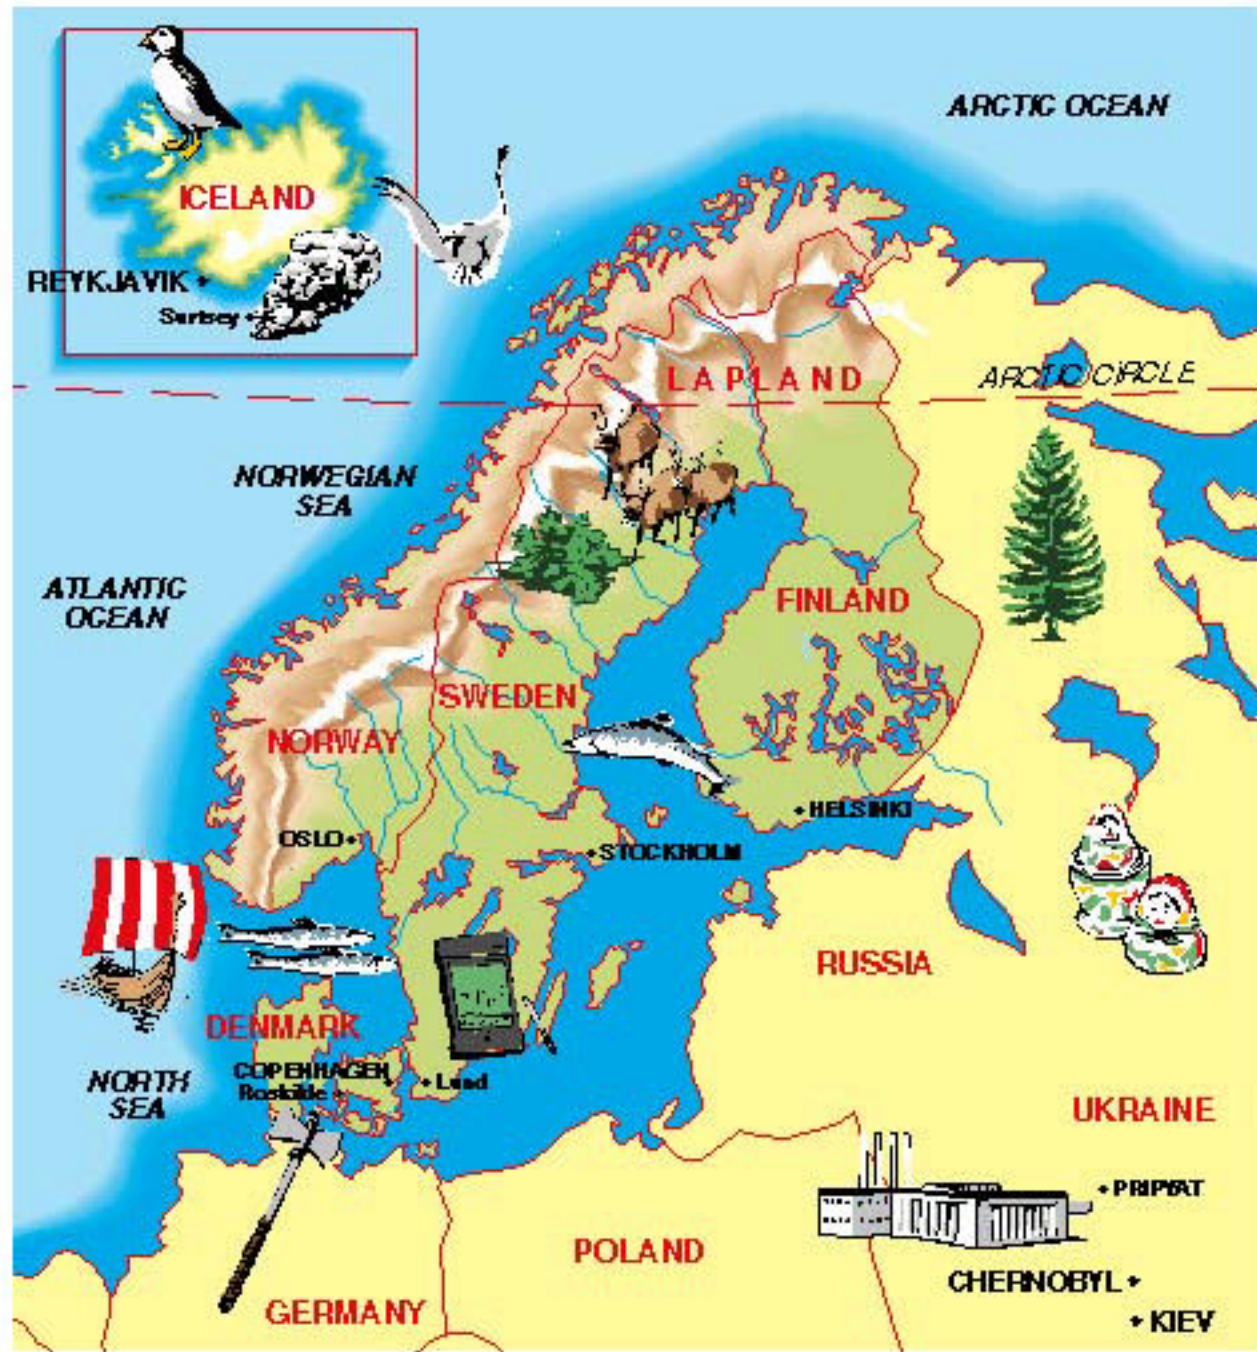 ARCTIC OCEAN
ICELAND
REYKJAVIK
Surtsey
LAPLAND
ARCTIC CIRCLE
NORWEGIAN
SEA
ATLANTIC
OCEAN
FINLAND
SWEDEN
NORWAY
HELSINKI
OSLO
STOCKHOLM
RUSSIA
DENMARK
COPENHAGEN
Lund
Roskilde
NORTH
SEA
UKRAINE
PRIPYAT
POLAND
CHERNOBYL
GERMANY
KIEV